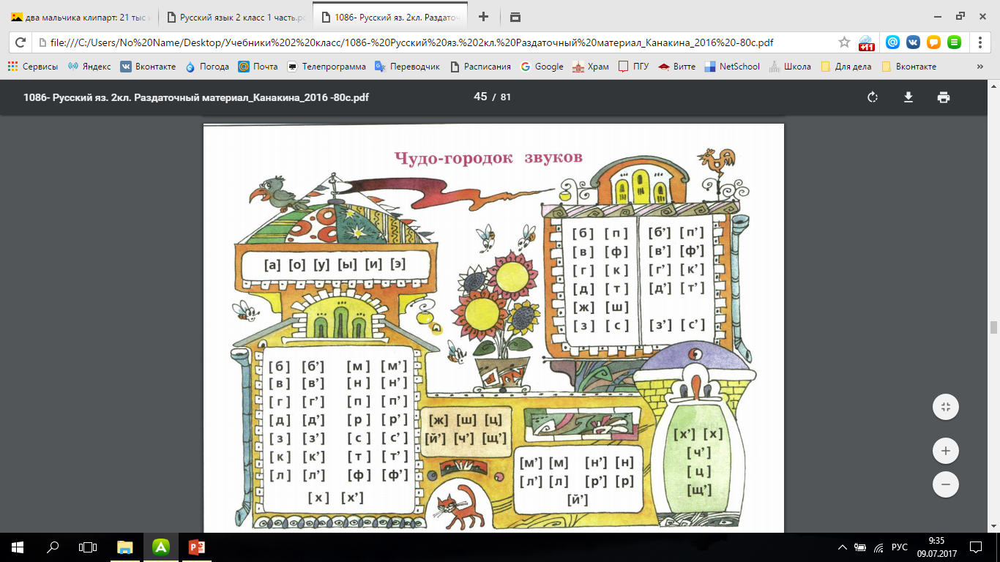 два мальчика клипарт: 21 тыс и
Русский язык 2 класс 1 часть.pd
1086- Русский яз. 2кл. Раздаточ
file:///C:/Users/No%20Name/Desktop/Учебники%202%20класс/1086-%20Русский%20яз.%202кл.%20Раздаточный%20материал_Канакина_2016%20-80с.pdf
+11
Сервисы Яндекс Вконтакте Погода Почта Телепрограмма Переводчик Расписания Google Храм ПГУ Витте NetSchool Школа Для дела Вконтакте »
1086- Русский яз. 2кл. Раздаточный материал_Канакина_2016 -80с.pdf 45 / 81
Чудо-городок звуков
[а] [о] [у] [ы] [и] [э]
[б] [п] [б’] [п’]
[в] [ф] [в’] [ф’]
[г] [к] [г’] [к’]
[д] [т] [д’] [т’]
[ж] [ш]
[з] [с] [з’] [с’]
[б] [б’] [м] [м’]
[в] [в’] [н] [н’]
[г] [г’] [п] [п’]
[д] [д’] [р] [р’]
[з] [з’] [с] [с’]
[к] [к’] [т] [т’]
[л] [л’] [ф] [ф’]
[х] [х’]
[ж] [ш] [ц]
[й’] [ч’] [щ’]
[м’] [м] [н’] [н]
[л’] [л] [р’] [р]
[й’]
[х’] [х]
[ч’]
[ц]
[щ’]
РУС
9:35
09.07.2017